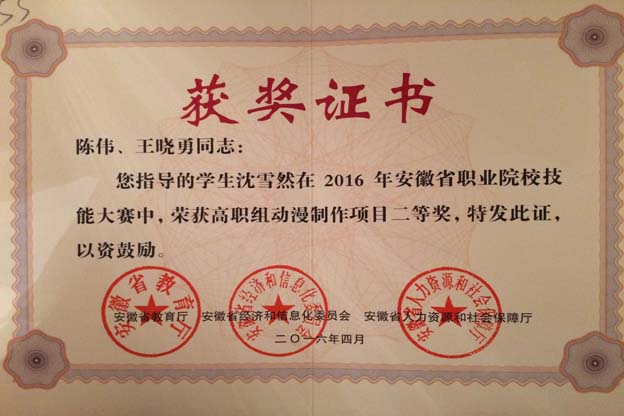 55
获奖证书
陈伟、王晓勇同志：
您指导的学生沈雪然在 2016 年安徽省职业院校技
能大赛中，荣获高职组动漫制作项目二等奖，特发此证，
以资鼓励。
安徽省教育厅
安徽省经济和信息化委员会
安徽省人力资源和社会保障厅
安徽省教育厅 安徽省经济和信息化委员会 安徽省人力资源和社会保障厅
二〇一六年四月